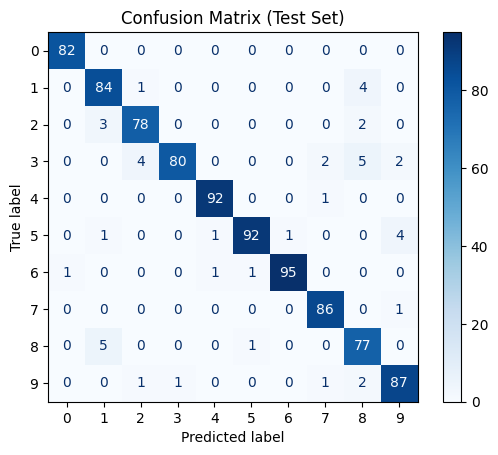 Confusion Matrix (Test Set)
0 82 0 0 0 0 0 0 0 0 0
1 0 84 1 0 0 0 0 0 4 0
2 0 3 78 0 0 0 0 0 2 0
3 0 0 4 80 0 0 0 2 5 2
4 0 0 0 0 92 0 0 1 0 0
5 0 1 0 0 1 92 1 0 0 4
6 1 0 0 0 1 1 95 0 0 0
7 0 0 0 0 0 0 0 86 0 1
8 0 5 0 0 0 1 0 0 77 0
9 0 0 1 1 0 0 0 1 2 87
0 1 2 3 4 5 6 7 8 9
Predicted label
True label
80
60
40
20
0